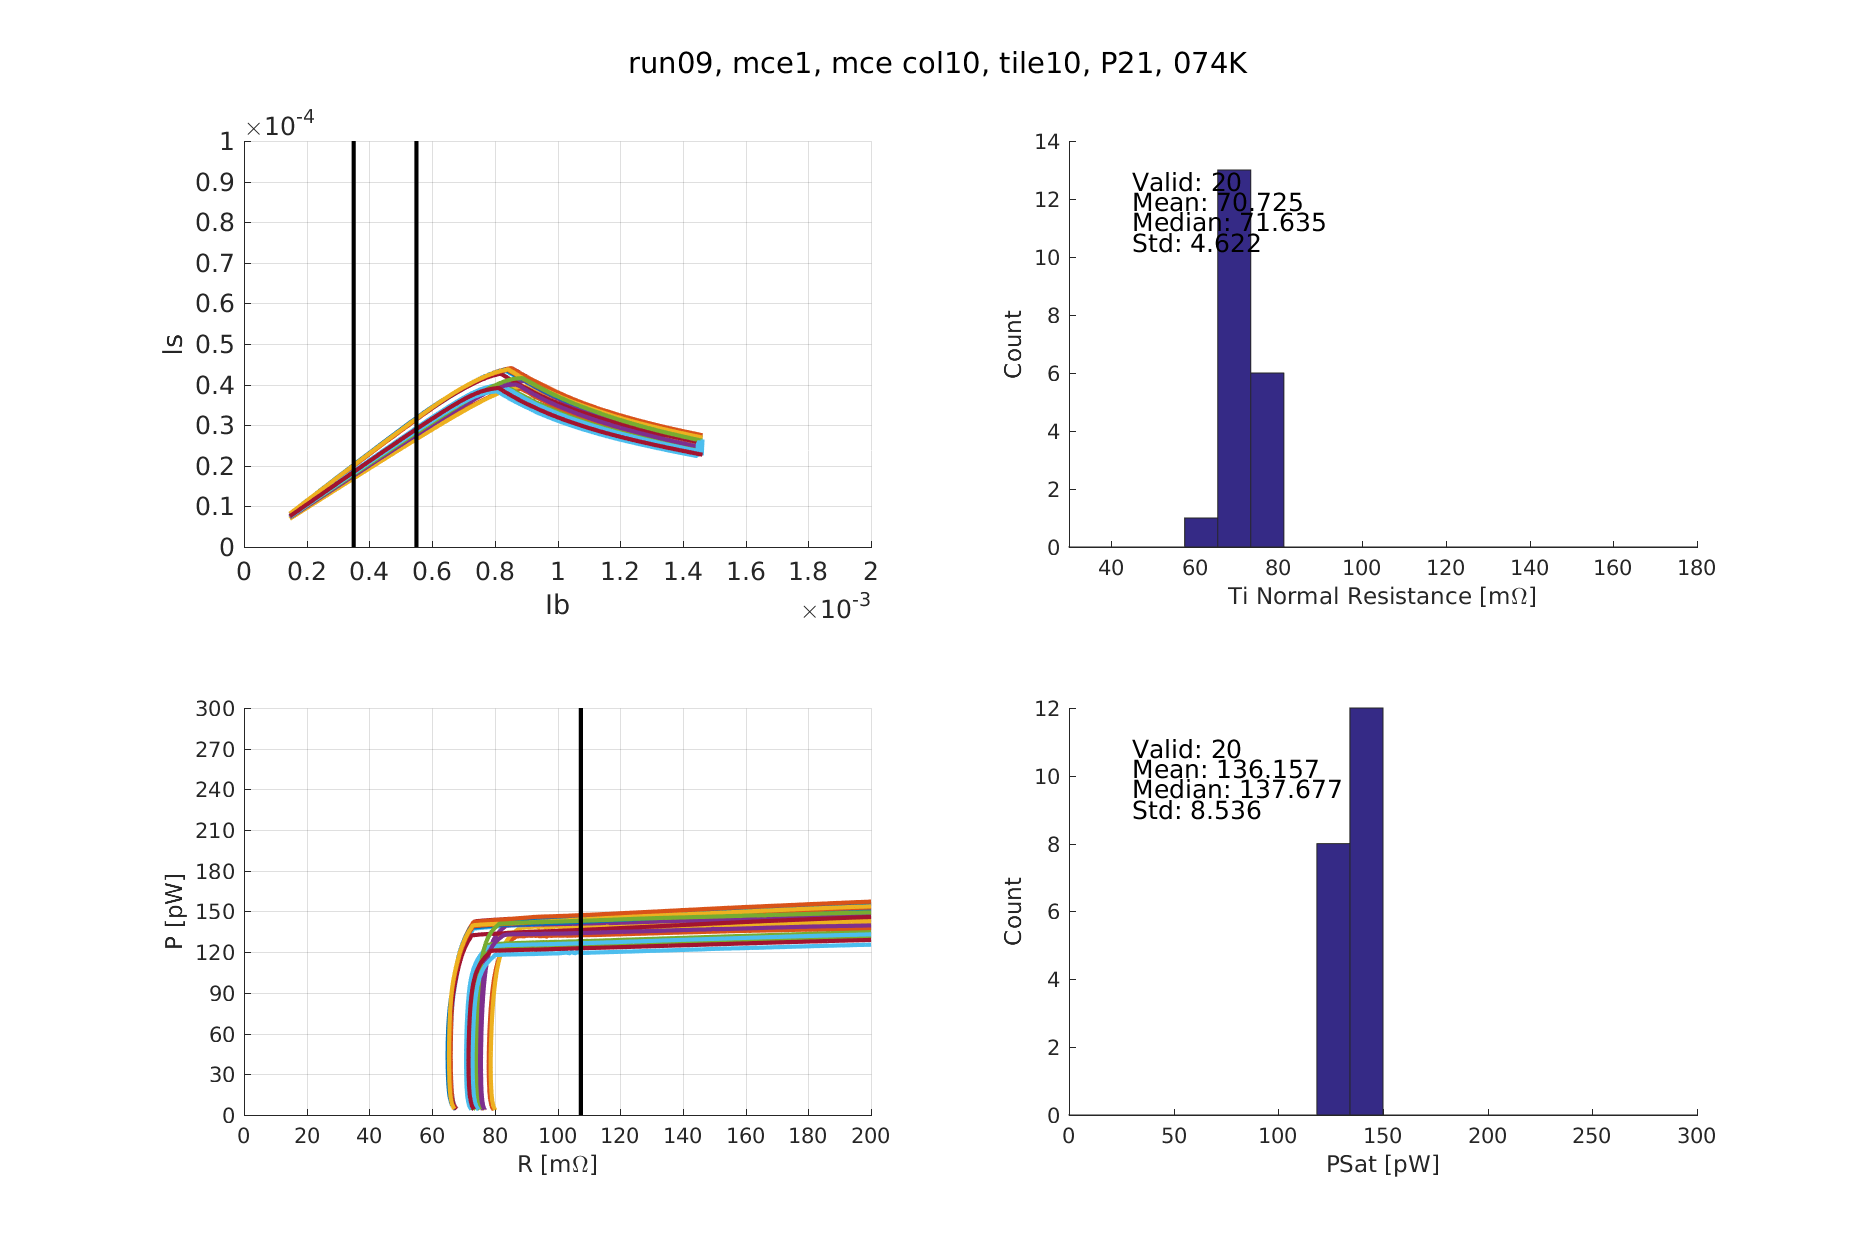 run09, mce1, mce col10, tile10, P21, 074K
×10-4
1
0.9
0.8
0.7
0.6
0.5
0.4
0.3
0.2
0.1
0
Is
0 0.2 0.4 0.6 0.8 1 1.2 1.4 1.6 1.8 2
Ib
×10-3
14
12
10
8
6
4
2
0
Count
Valid: 20
Mean: 70.725
Median: 71.635
Std: 4.622
40 60 80 100 120 140 160 180
Ti Normal Resistance [mΩ]
300
270
240
210
180
150
120
90
60
30
0
P [pW]
0 20 40 60 80 100 120 140 160 180 200
R [mΩ]
12
10
8
6
4
2
0
Count
Valid: 20
Mean: 136.157
Median: 137.677
Std: 8.536
0 50 100 150 200 250 300
PSat [pW]